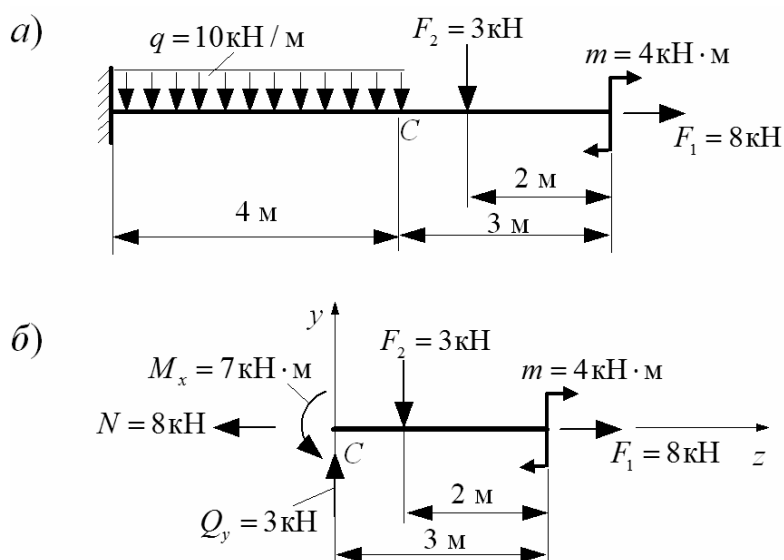 а)
q = 10кН / м
F₂ = 3кН
m = 4кН · м
C
F₁ = 8кН
2 м
4 м
3 м
б)
y
F₂ = 3кН
Mₓ = 7кН · м
m = 4кН · м
N = 8кН
C
F₁ = 8кН
z
2 м
Q_y = 3кН
3 м